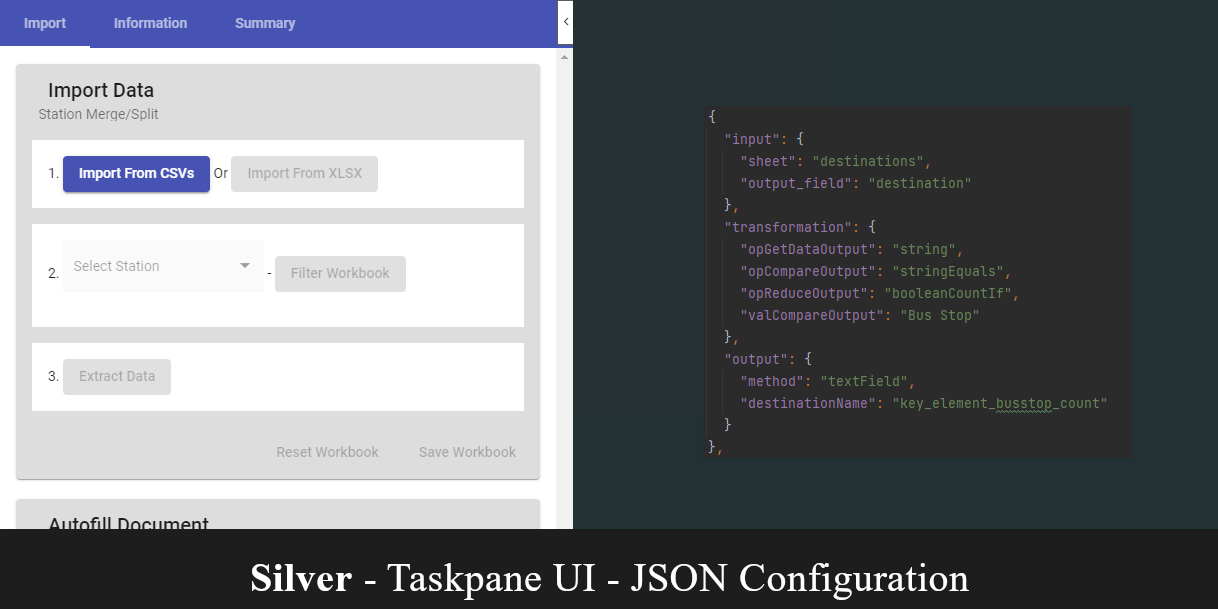 Import Information Summary
Import Data
Station Merge/Split
1. Import From CSVs Or Import From XLSX
2. Select Station - Filter Workbook
3. Extract Data
Reset Workbook Save Workbook
Autofill Document
{
"input": {
"sheet": "destinations",
"output_field": "destination"
},
"transformation": {
"opGetDataOutput": "string",
"opCompareOutput": "stringEquals",
"opReduceOutput": "booleanCountIf",
"valCompareOutput": "Bus Stop"
},
"output": {
"method": "textField",
"destinationName": "key_element_busstop_count"
}
},
Silver - Taskpane UI - JSON Configuration